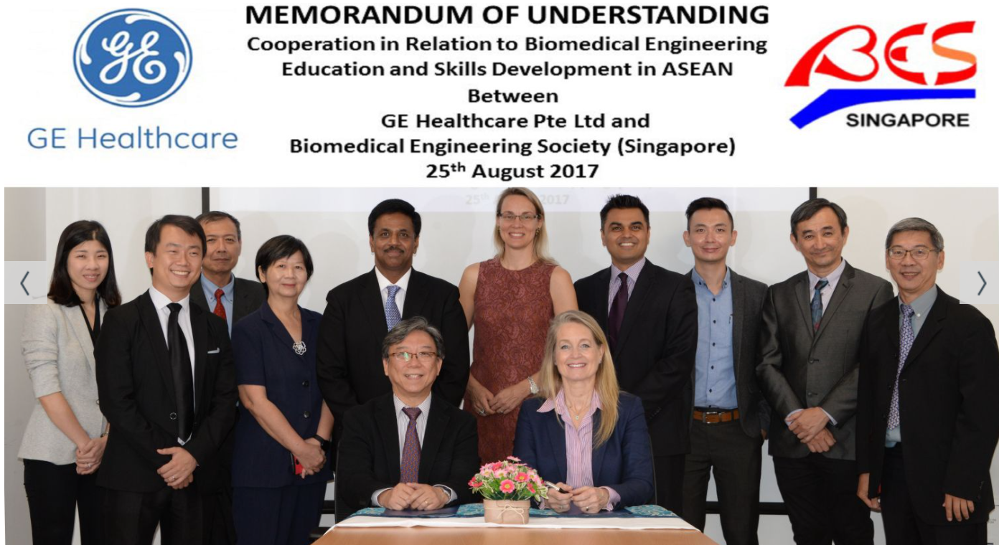 GE
GE Healthcare
MEMORANDUM OF UNDERSTANDING
Cooperation in Relation to Biomedical Engineering
Education and Skills Development in ASEAN
Between
GE Healthcare Pte Ltd and
Biomedical Engineering Society (Singapore)
25th August 2017
BES
SINGAPORE
25th 2017